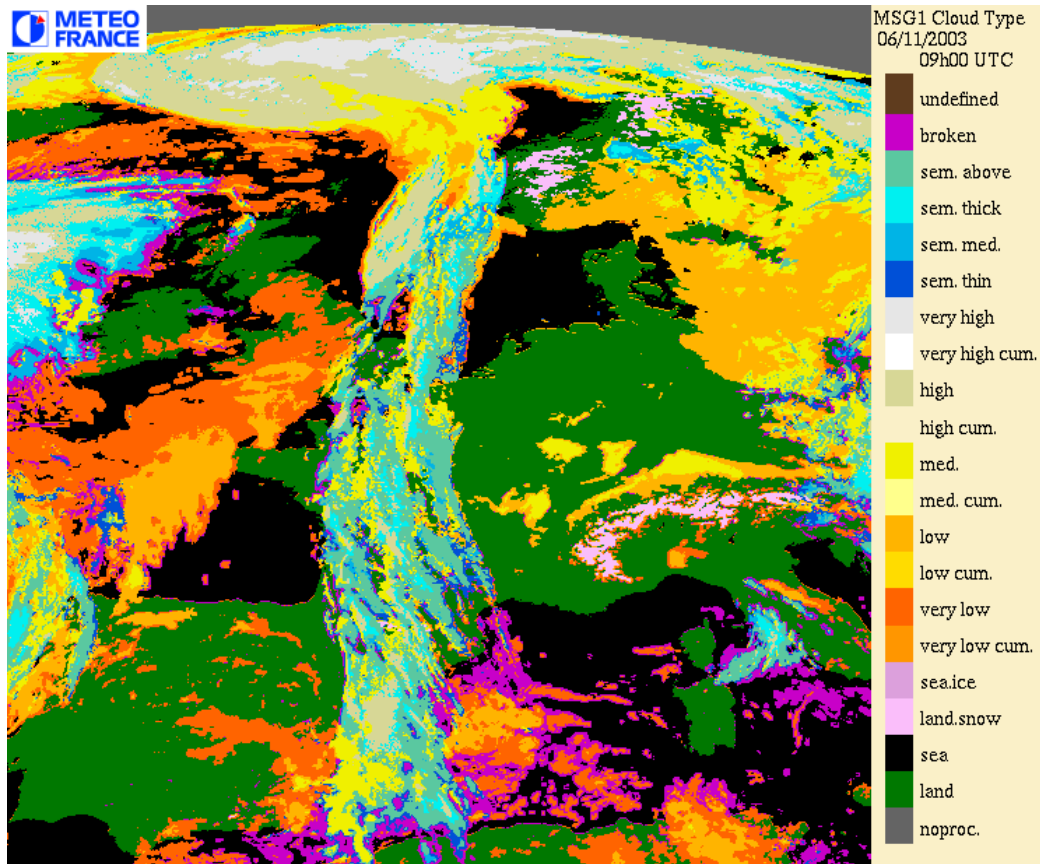 METEO
FRANCE
MSG1 Cloud Type
06/11/2003
09h00 UTC
undefined
broken
sem. above
sem. thick
sem. med.
sem. thin
very high
very high cum.
high
high cum.
med.
med. cum.
low
low cum.
very low
very low cum.
sea.ice
land.snow
sea
land
noproc.